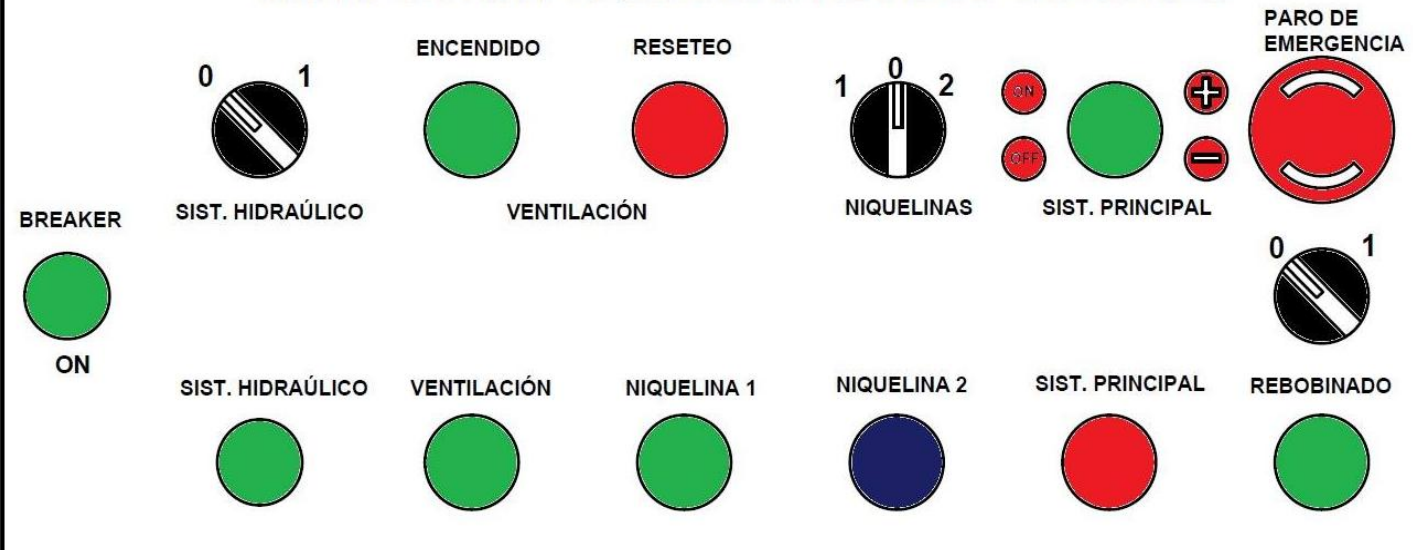 PARO DE
EMERGENCIA
ENCENDIDO
RESETEO
0 1
1 0 2
ON
OFF
SIST. HIDRAÚLICO
VENTILACIÓN
NIQUELINAS
SIST. PRINCIPAL
BREAKER
0 1
ON
SIST. HIDRAÚLICO
VENTILACIÓN
NIQUELINA 1
NIQUELINA 2
SIST. PRINCIPAL
REBOBINADO